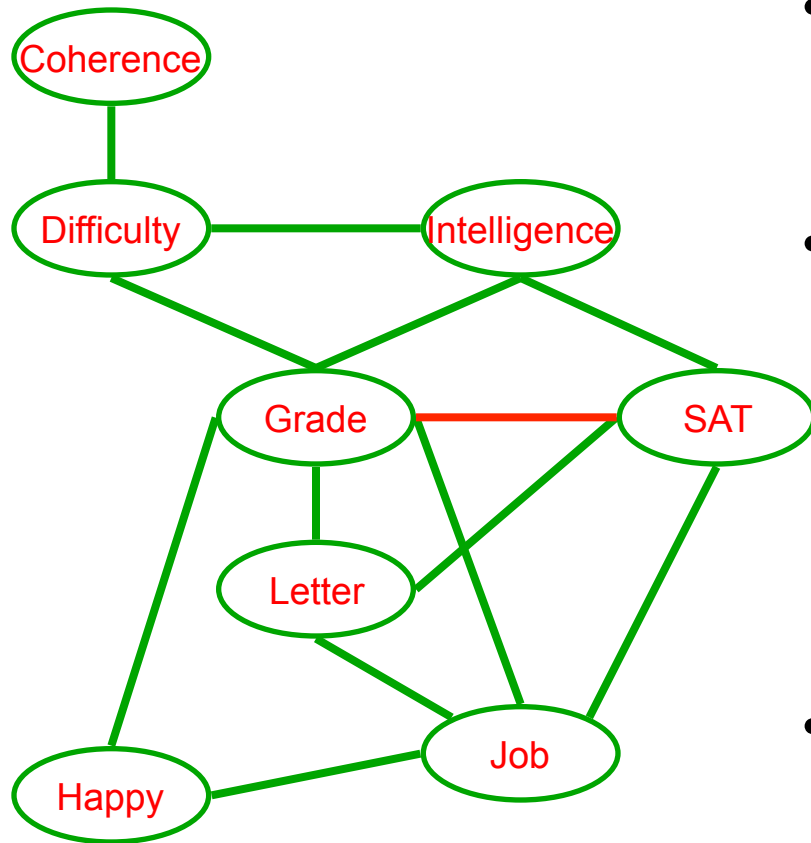 Coherence
Difficulty
Intelligence
Grade
SAT
Letter
Job
Happy